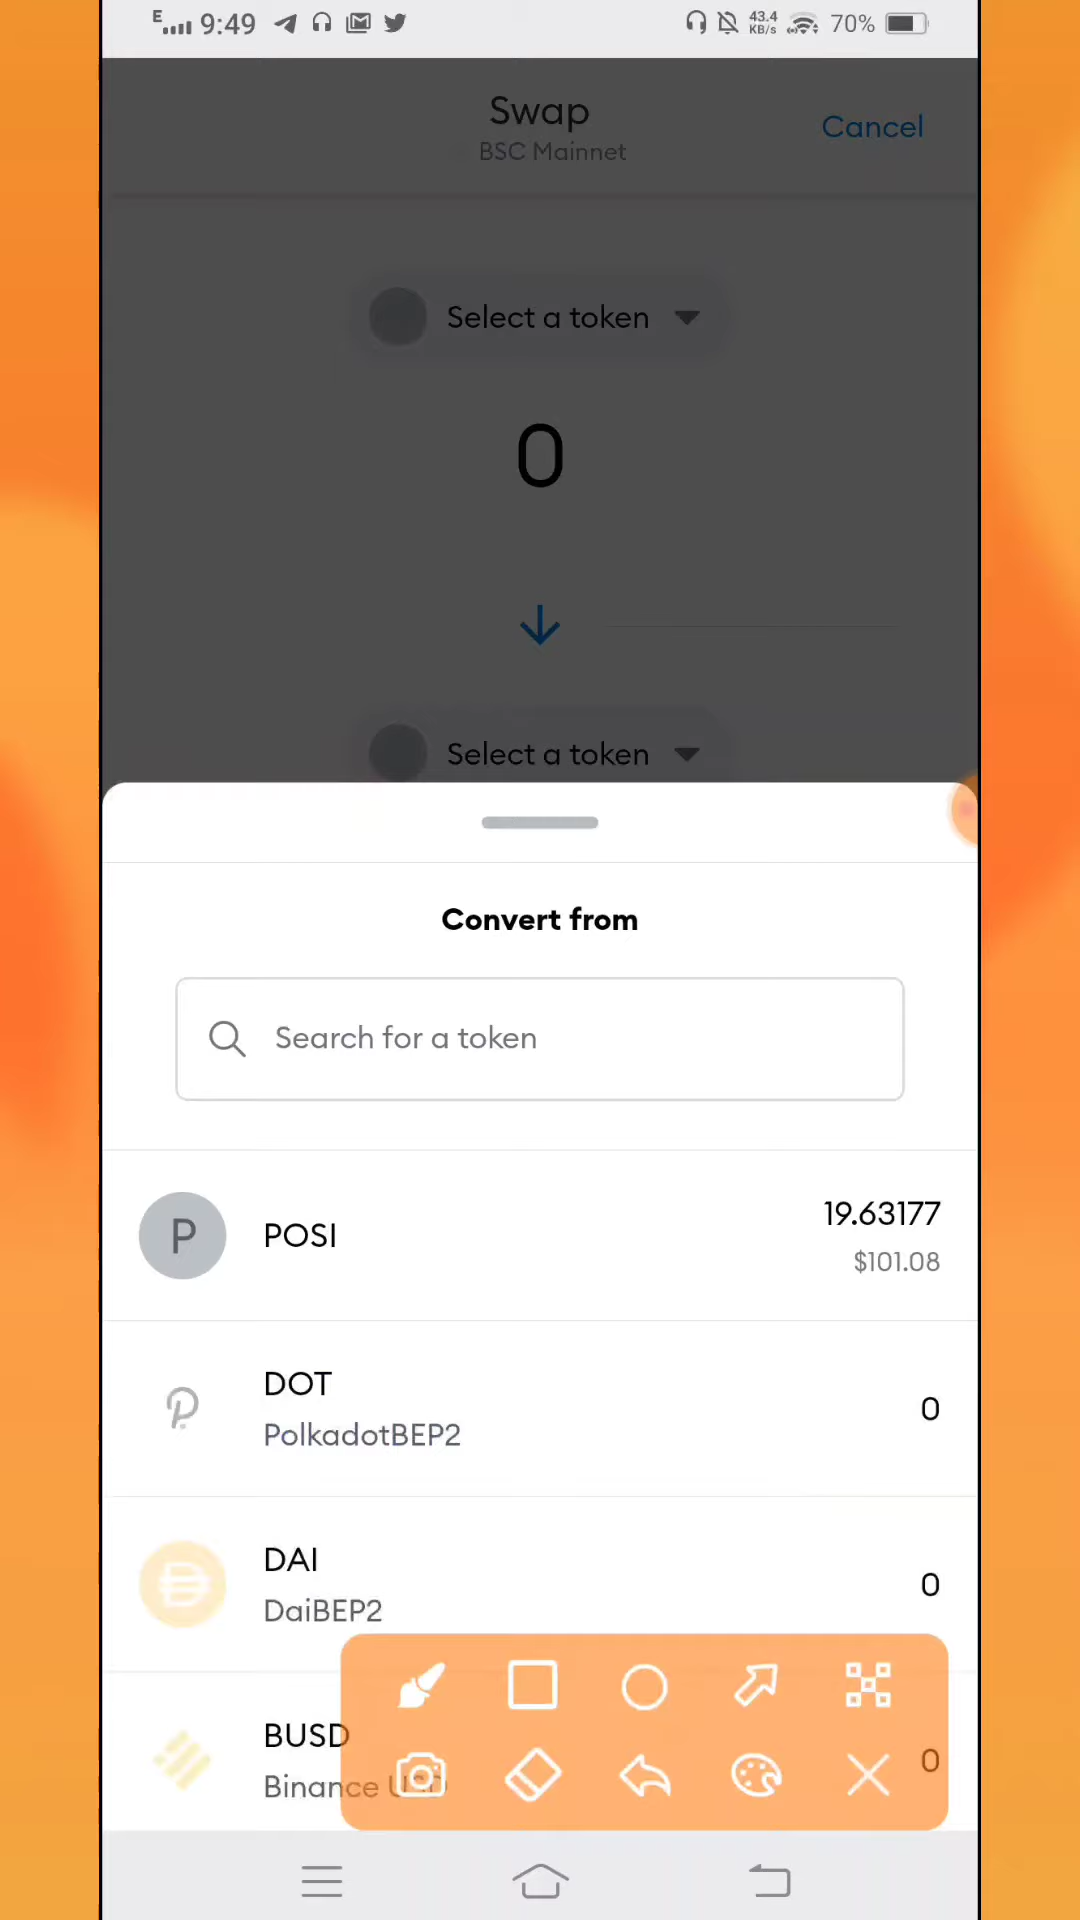 E 9:49 43.4 KB/s 70%
Swap
BSC Mainnet
Cancel
Select a token
0
Select a token
Convert from
Search for a token
P POSI 19.63177
$101.08
DOT
PolkadotBEP2
0
DAI
DaiBEP2
0
BUSD
Binance USD
0